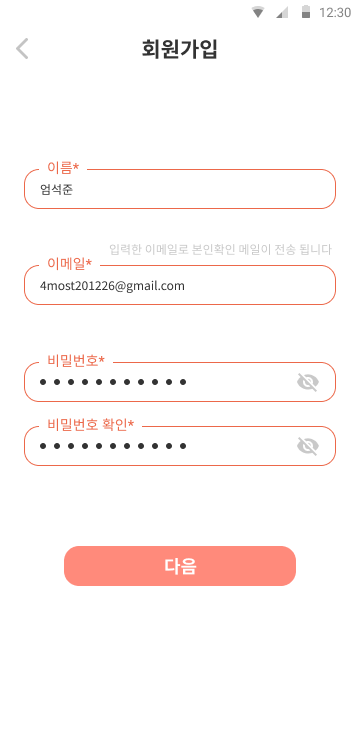 12:30
회원가입
이름*
엄석준
입력한 이메일로 본인확인 메일이 전송 됩니다
이메일*
4most201226@gmail.com
비밀번호*
비밀번호 확인*
다음